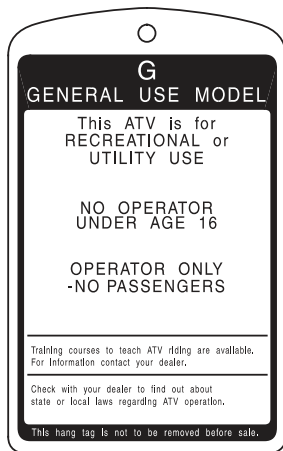 G
GENERAL USE MODEL
This ATV is for
RECREATIONAL or
UTILITY USE
NO OPERATOR
UNDER AGE 16
OPERATOR ONLY
-NO PASSENGERS
Training courses to teach ATV riding are available.
For information contact your dealer.
Check with your dealer to find out about
state or local laws regarding ATV operation.
This hang tag is not to be removed before sale.